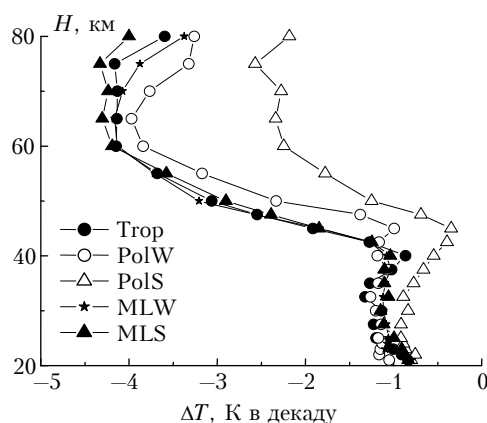 H, км
80
60
40
20
Trop
PolW
PolS
MLW
MLS
−5 −4 −3 −2 −1 0
ΔT, К в декаду